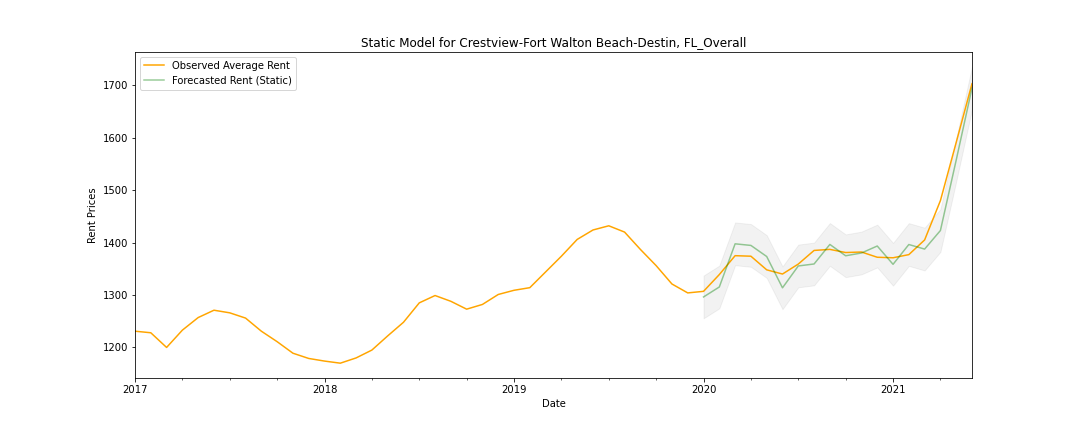 Static Model for Crestview-Fort Walton Beach-Destin, FL_Overall
Observed Average Rent
Forecasted Rent (Static)
Rent Prices
1700
1600
1500
1400
1300
1200
2017
2018
2019
2020
2021
Date